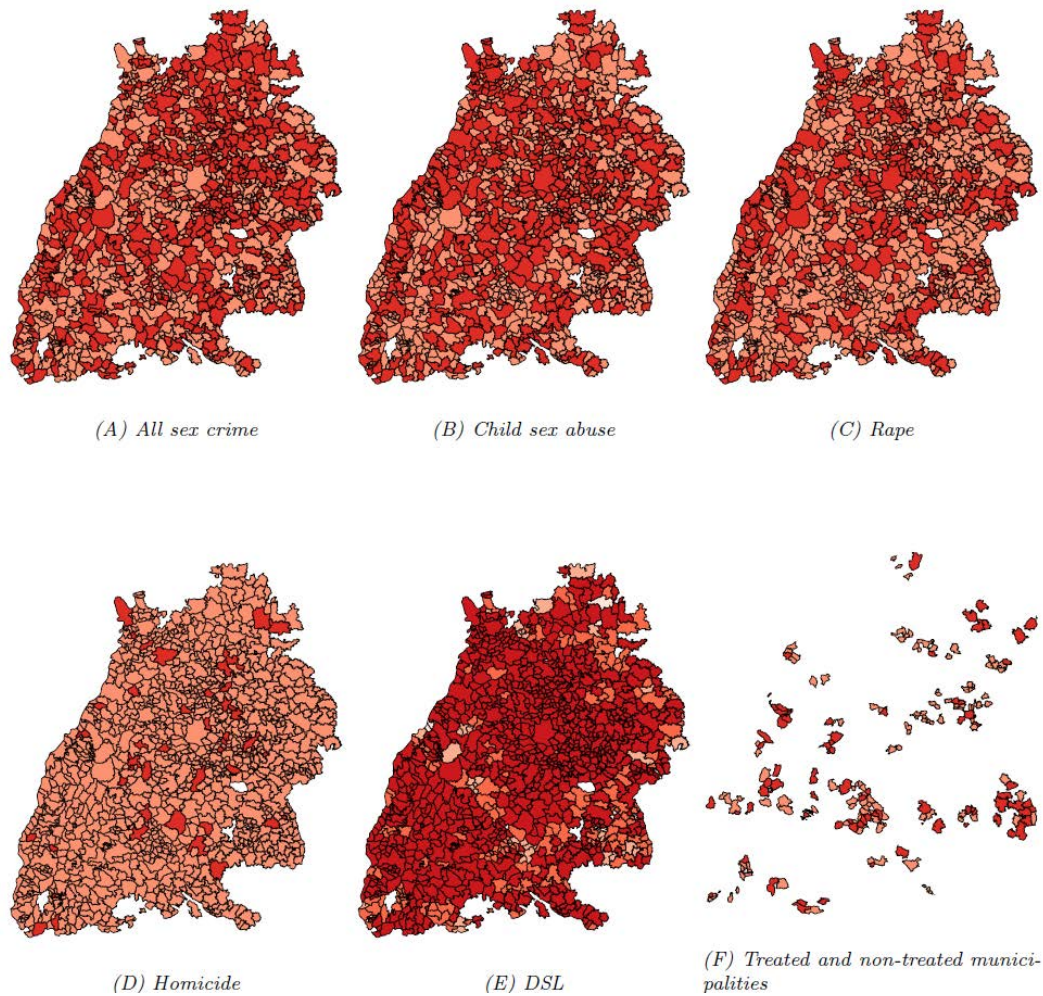 (A) All sex crime
(B) Child sex abuse
(C) Rape
(D) Homicide
(E) DSL
(F) Treated and non-treated munici-
palities